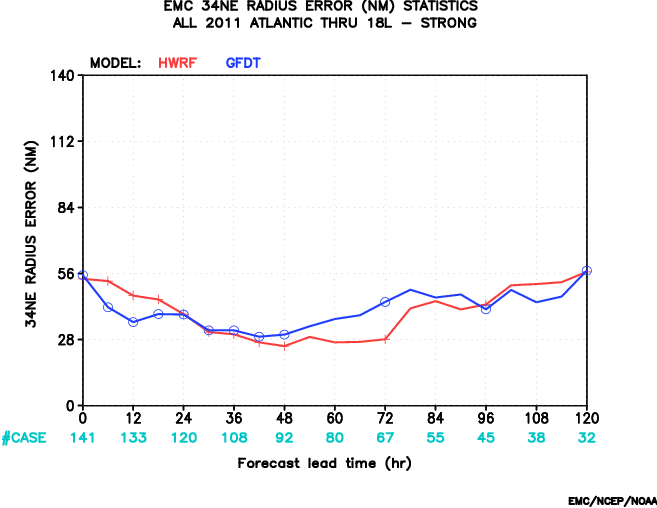 EMC 34NE RADIUS ERROR (NM) STATISTICS
ALL 2011 ATLANTIC THRU 18L – STRONG
MODEL: HWRF GFDT
140
112
84
56
28
0
34NE RADIUS ERROR (NM)
0 12 24 36 48 60 72 84 96 108 120
#CASE 141 133 120 108 92 80 67 55 45 38 32
Forecast lead time (hr)
EMC/NCEP/NOAA